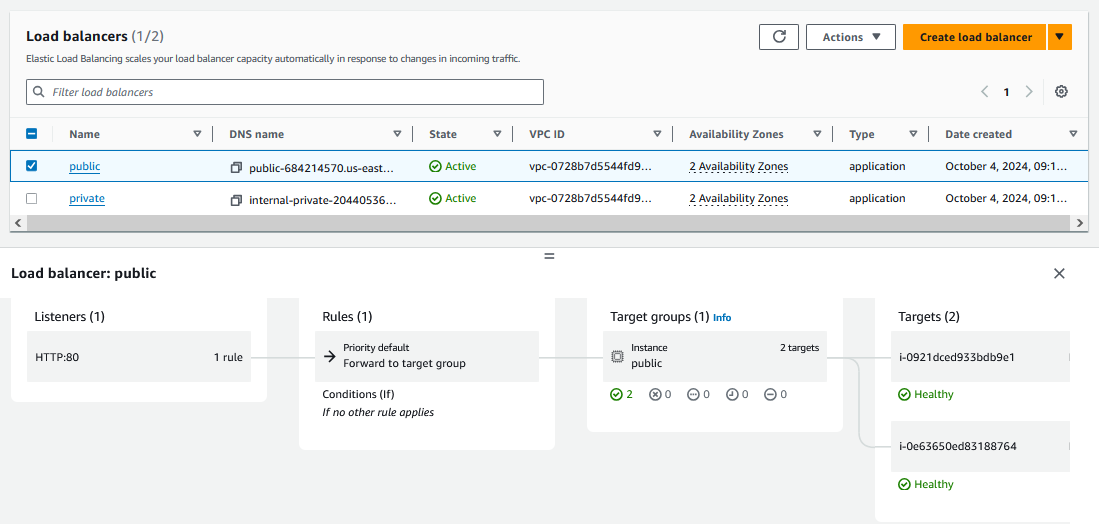 Load balancers (1/2)
Actions
Create load balancer
Elastic Load Balancing scales your load balancer capacity automatically in response to changes in incoming traffic.
Filter load balancers
1
Name DNS name State VPC ID Availability Zones Type Date created
public public-684214570.us-east... Active vpc-0728b7d5544fd9... 2 Availability Zones application October 4, 2024, 09:1...
private internal-private-20440536... Active vpc-0728b7d5544fd9... 2 Availability Zones application October 4, 2024, 09:1...
Load balancer: public
Listeners (1)
HTTP:80 1 rule
Rules (1)
Priority default
Forward to target group
Conditions (If)
If no other rule applies
Target groups (1) Info
Instance 2 targets
public
2 0 0 0 0
Targets (2)
i-0921dced933bdb9e1
Healthy
i-0e63650ed83188764
Healthy